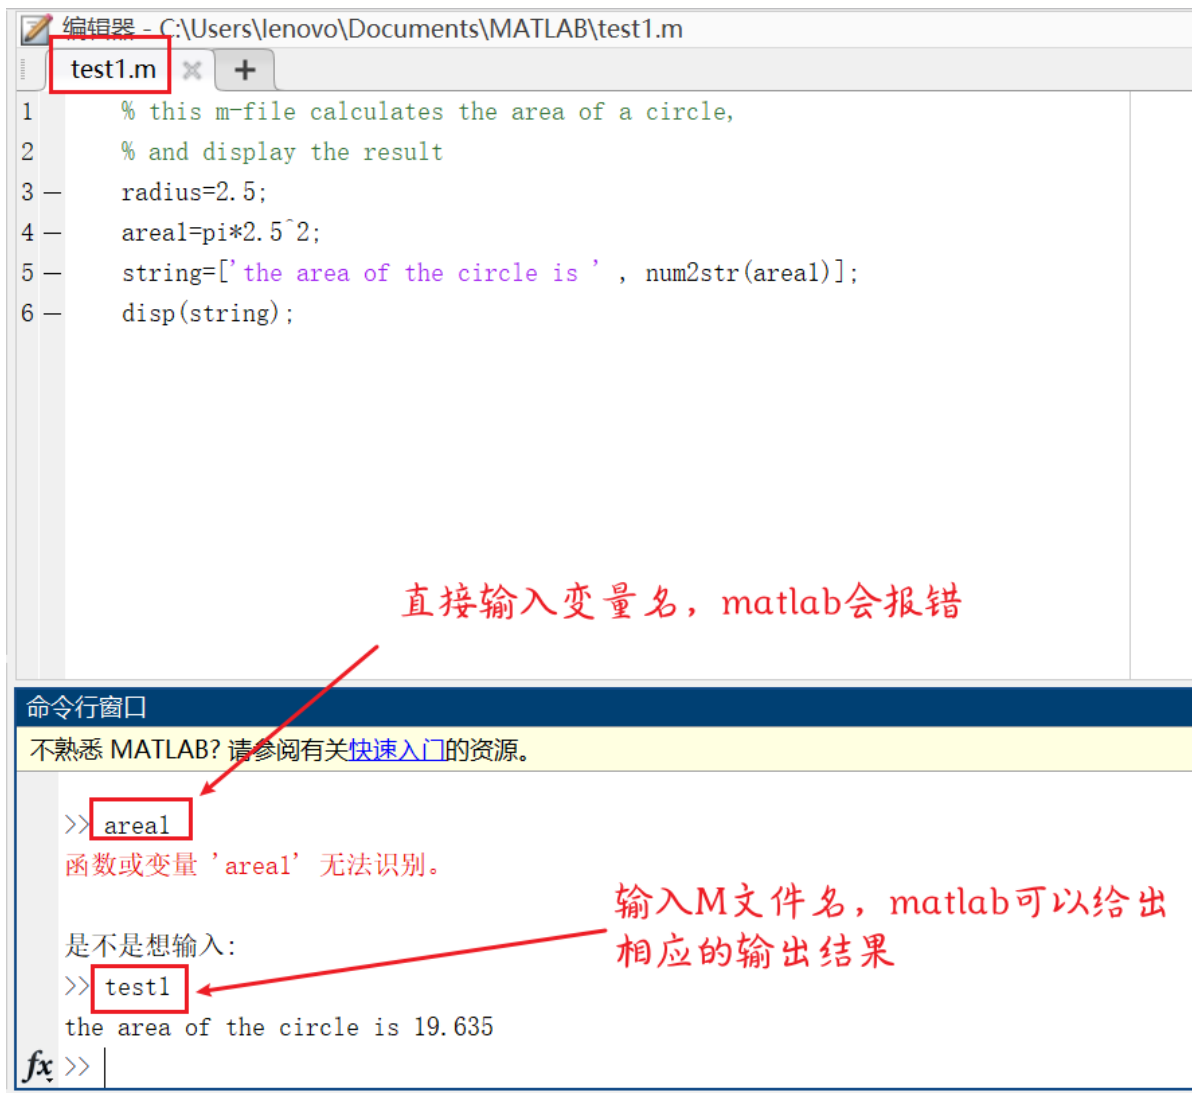 编辑器 - C:\Users\lenovo\Documents\MATLAB\test1.m
test1.m × +
1 % this m-file calculates the area of a circle,
2 % and display the result
3 — radius=2.5;
4 — area1=pi*2.5^2;
5 — string=['the area of the circle is ' , num2str(area1)];
6 — disp(string);
直接输入变量名，matlab会报错
命令行窗口
不熟悉 MATLAB? 请参阅有关快速入门的资源。
>> area1
函数或变量 'area1' 无法识别。
输入M文件名，matlab可以给出
相应的输出结果
是不是想输入:
>> test1
the area of the circle is 19.635
fx >>